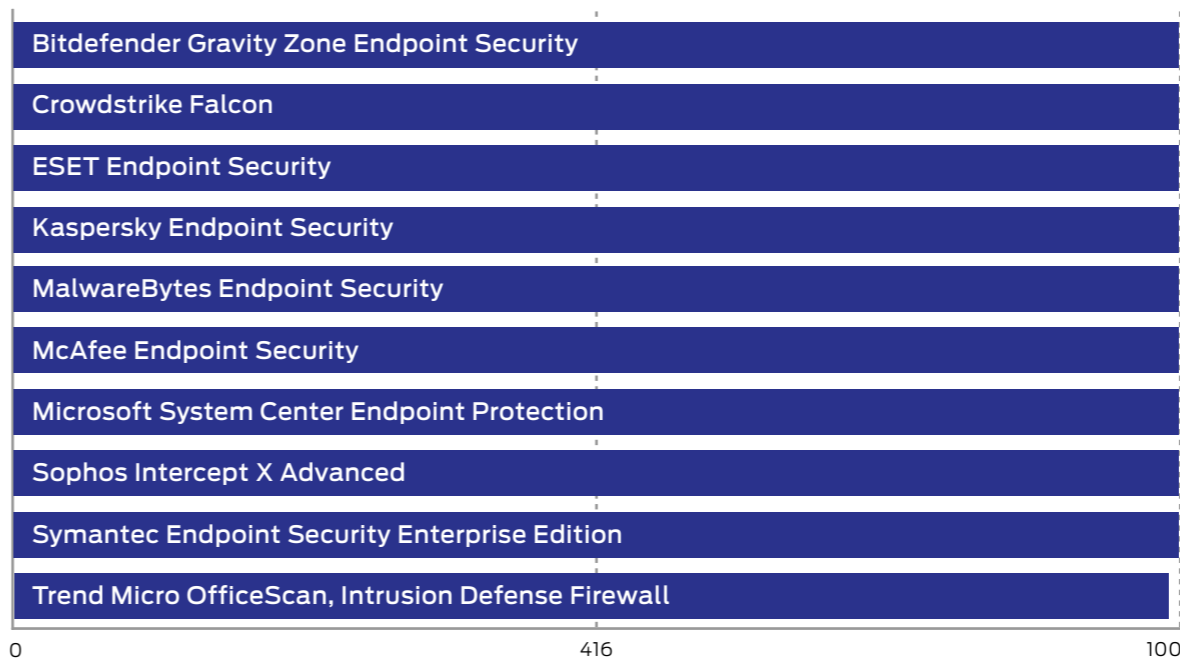 Bitdefender Gravity Zone Endpoint Security
Crowdstrike Falcon
ESET Endpoint Security
Kaspersky Endpoint Security
MalwareBytes Endpoint Security
McAfee Endpoint Security
Microsoft System Center Endpoint Protection
Sophos Intercept X Advanced
Symantec Endpoint Security Enterprise Edition
Trend Micro OfficeScan, Intrusion Defense Firewall
0 416 100